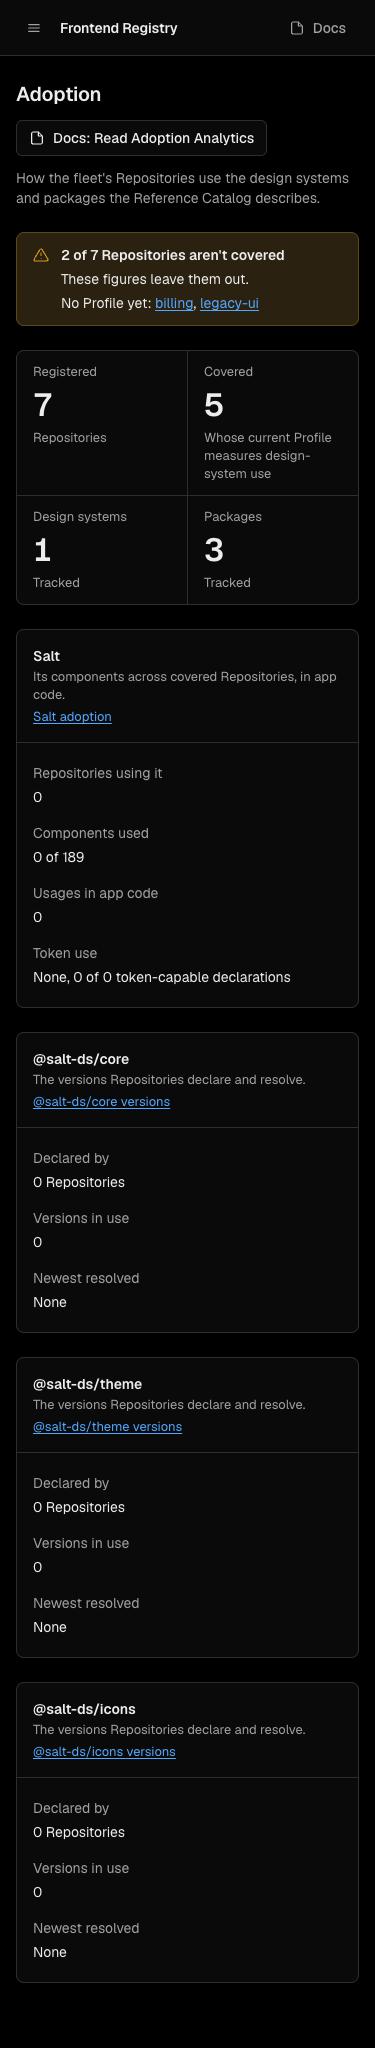 Frontend Registry
Docs
Adoption
Docs: Read Adoption Analytics
How the fleet's Repositories use the design systems
and packages the Reference Catalog describes.
2 of 7 Repositories aren't covered
These figures leave them out.
No Profile yet: billing, legacy-ui
Registered
7
Repositories
Covered
5
Whose current Profile
measures design-
system use
Design systems
1
Tracked
Packages
3
Tracked
Salt
Its components across covered Repositories, in app
code.
Salt adoption
Repositories using it
0
Components used
0 of 189
Usages in app code
0
Token use
None, 0 of 0 token-capable declarations
@salt-ds/core
The versions Repositories declare and resolve.
@salt-ds/core versions
Declared by
0 Repositories
Versions in use
0
Newest resolved
None
@salt-ds/theme
The versions Repositories declare and resolve.
@salt-ds/theme versions
Declared by
0 Repositories
Versions in use
0
Newest resolved
None
@salt-ds/icons
The versions Repositories declare and resolve.
@salt-ds/icons versions
Declared by
0 Repositories
Versions in use
0
Newest resolved
None